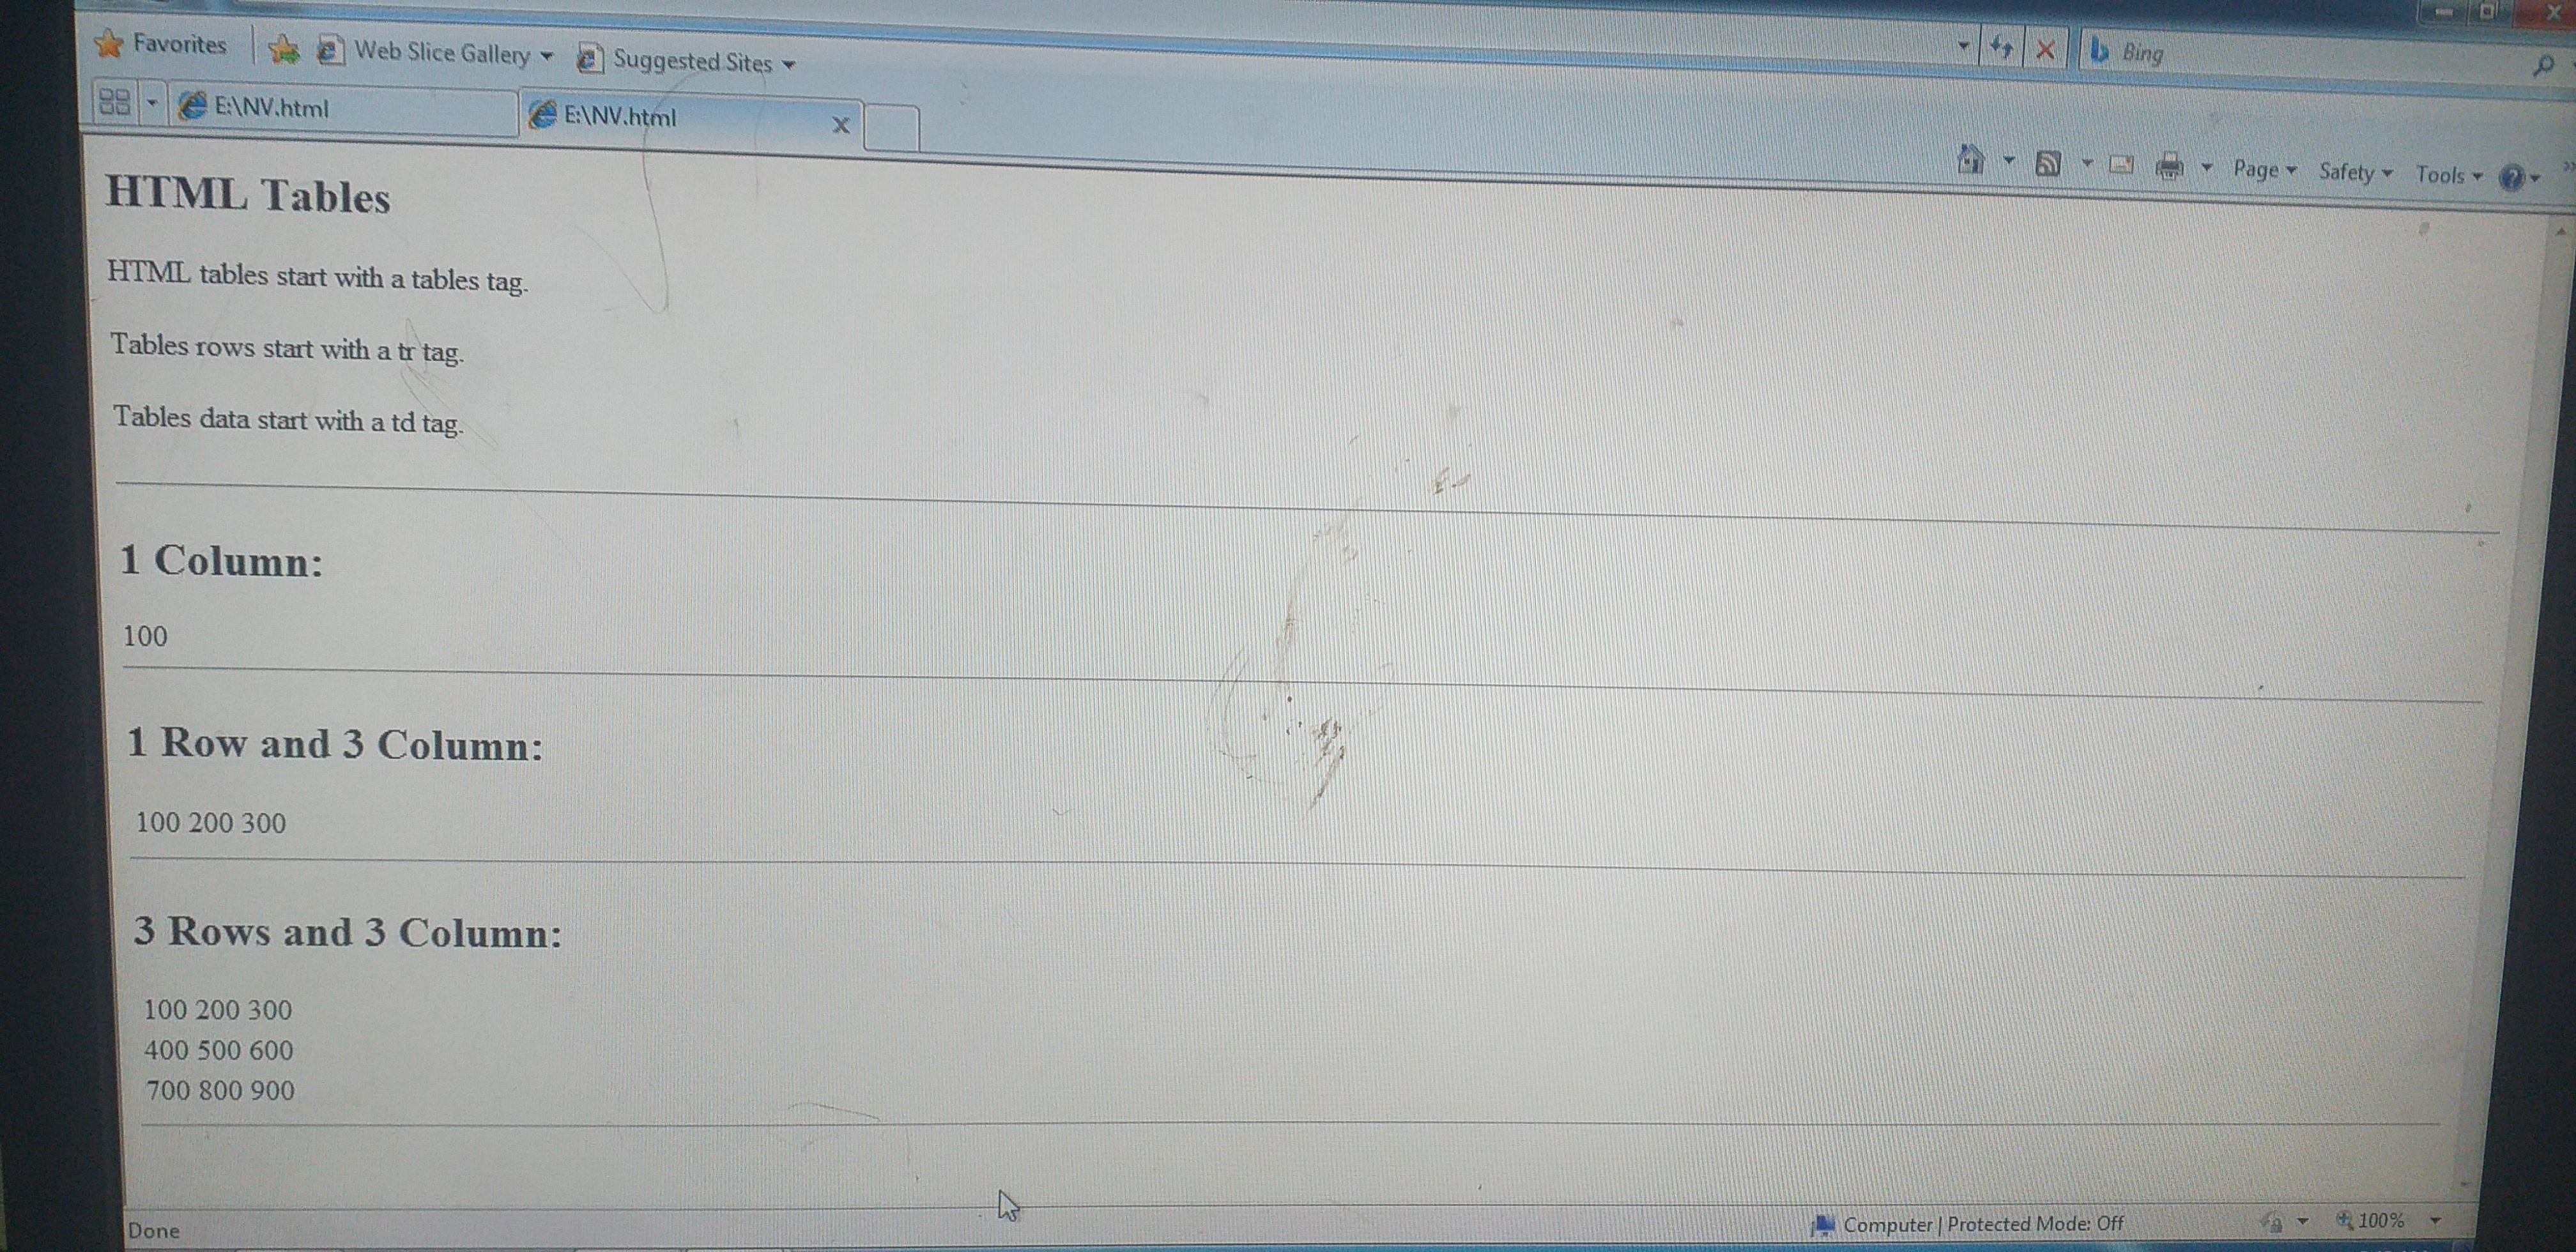 Favorites
Web Slice Gallery
Suggested Sites
Bing
E:\NV.html
E:\NV.html
Page
Safety
Tools
HTML Tables
HTML tables start with a tables tag.
Tables rows start with a tr tag.
Tables data start with a td tag.
1 Column:
100
1 Row and 3 Column:
100 200 300
3 Rows and 3 Column:
100 200 300
400 500 600
700 800 900
Done
Computer | Protected Mode: Off
100%